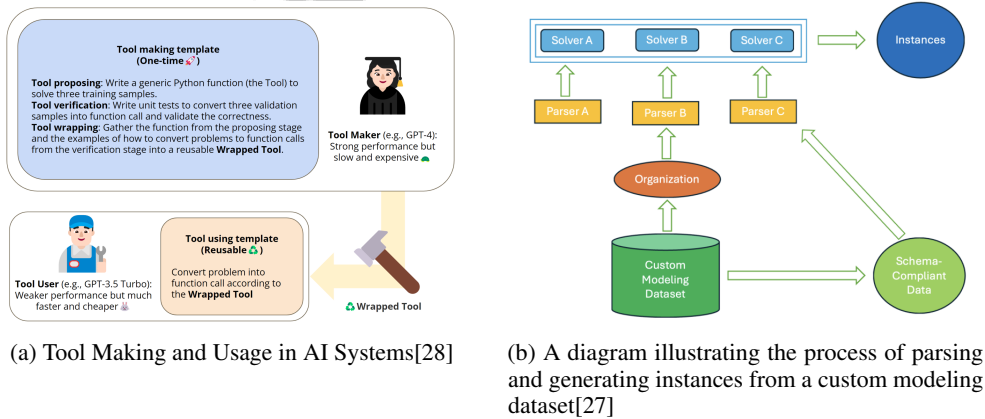 Tool making template
(One-time🚀)
Tool proposing: Write a generic Python function (the Tool) to
solve three training samples.
Tool verification: Write unit tests to convert three validation
samples into function call and validate the correctness.
Tool wrapping: Gather the function from the proposing stage
and the examples of how to convert problems to function calls
from the verification stage into a reusable Wrapped Tool.
Tool Maker (e.g., GPT-4):
Strong performance but
slow and expensive
Tool User (e.g., GPT-3.5 Turbo):
Weaker performance but much
faster and cheaper
Tool using template
(Reusable♻)
Convert problem into
function call according to
the Wrapped Tool
♻Wrapped Tool
(a) Tool Making and Usage in AI Systems[28]
Solver A
Solver B
Solver C
Instances
Parser A
Parser B
Parser C
Organization
Custom
Modeling
Dataset
Schema-
Compliant
Data
(b) A diagram illustrating the process of parsing
and generating instances from a custom modeling
dataset[27]